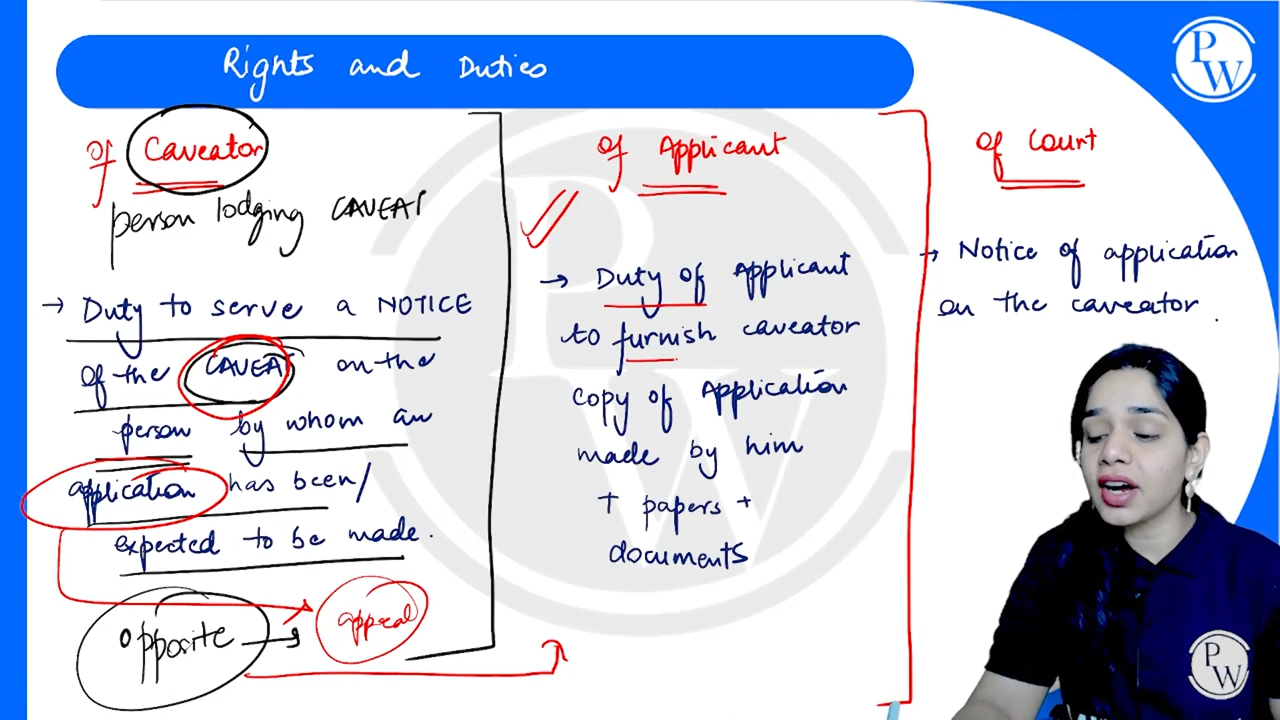 Rights and Duties
PW
of Caveator
person lodging CAVEAT
→ Duty to serve a NOTICE
of the CAVEAT on the
person by whom an
application has been/
expected to be made.
opposite → appeal
of Applicant
→ Duty of Applicant
to furnish caveator
copy of Application
made by him
+ papers +
documents
of Court
→ Notice of application
on the caveator.
PW
PW